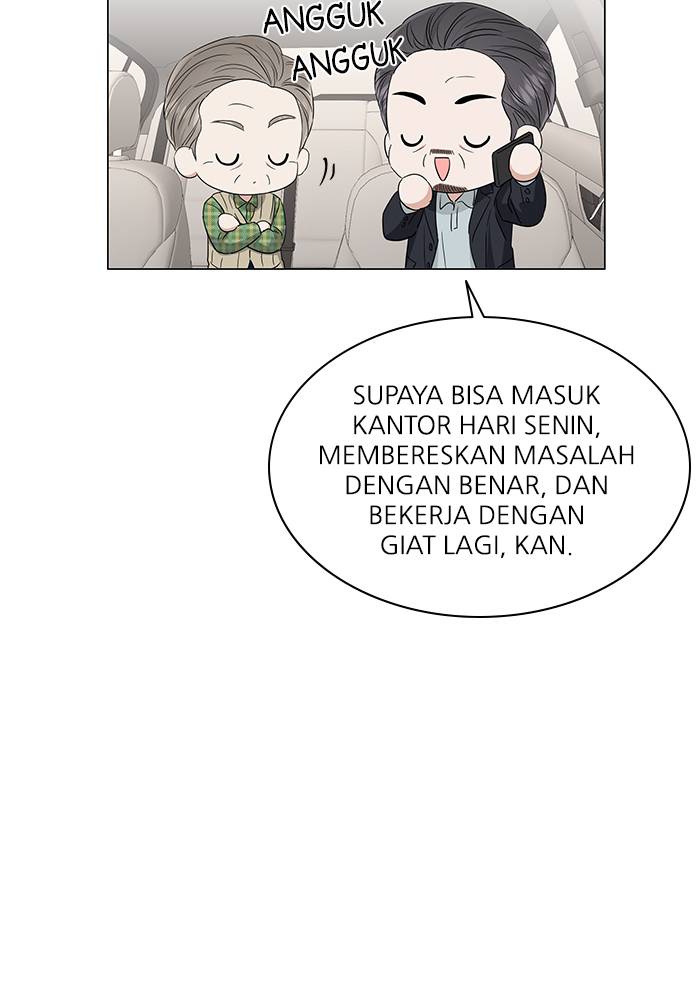 ANGGUK
ANGGUK
SUPAYA BISA MASUK
KANTOR HARI SENIN,
MEMBERESKAN MASALAH
DENGAN BENAR, DAN
BEKERJA DENGAN
GIAT LAGI, KAN.